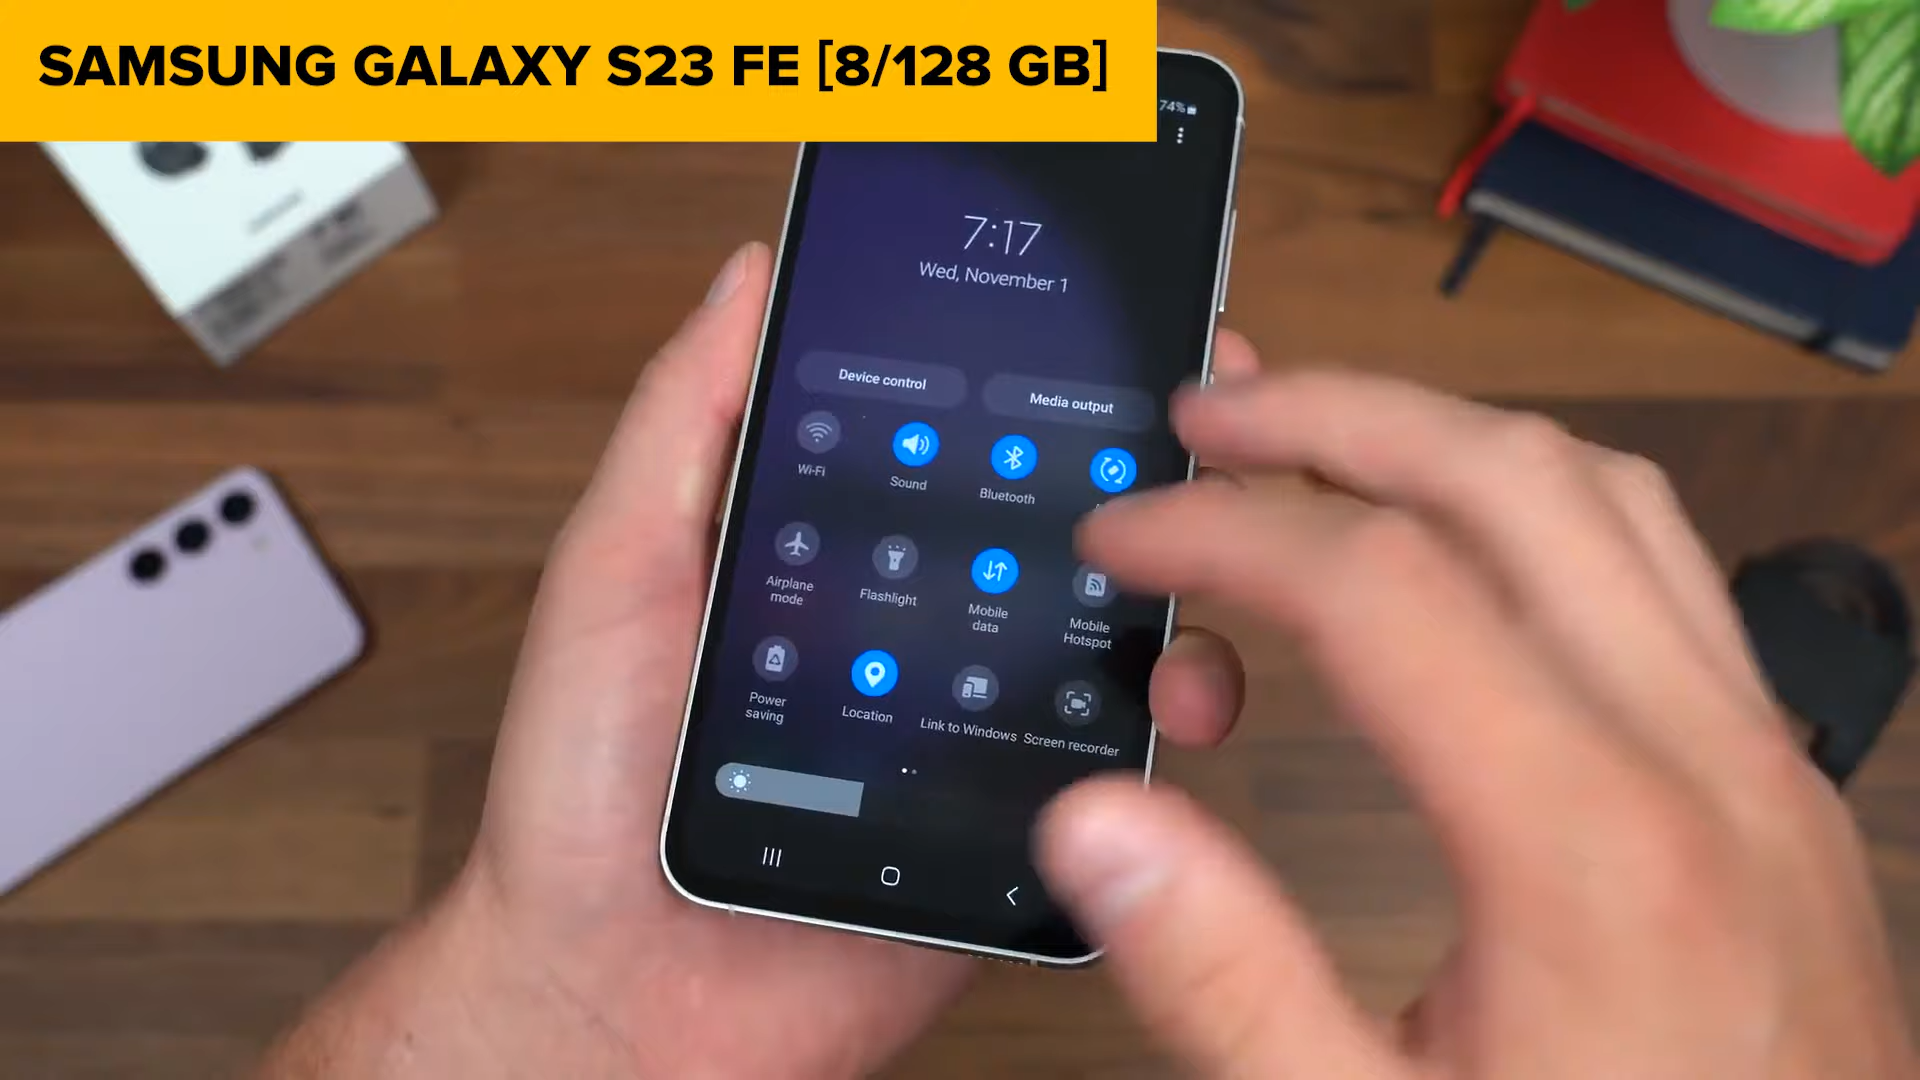 SAMSUNG GALAXY S23 FE [8/128 GB]
74%
7:17
Wed, November 1
Device control
Media output
Wi-Fi
Sound
Bluetooth
Airplane
mode
Flashlight
Mobile
data
Mobile
Hotspot
Power
saving
Location
Link to Windows
Screen recorder